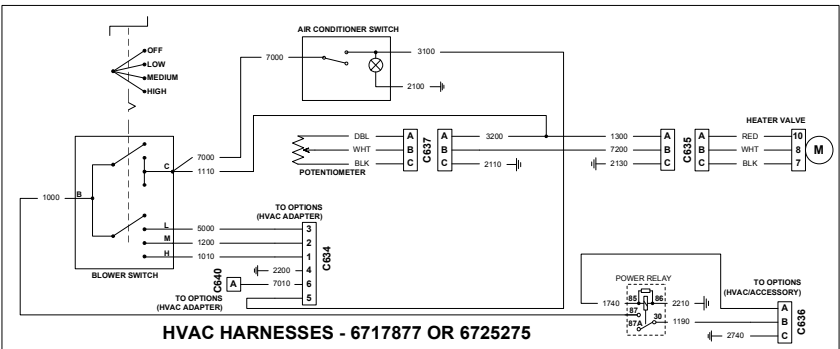 AIR CONDITIONER SWITCH
OFF
LOW
MEDIUM
HIGH
7000
3100
2100
HEATER VALVE
DBL
WHT
BLK
POTENTIOMETER
A
B
C
C637
A
B
C
3200
2110
1300
7200
2130
A
B
C
C635
A
B
C
RED
WHT
BLK
10
8
7
M
7000
1110
C
1000
B
L
M
H
BLOWER SWITCH
5000
1200
1010
TO OPTIONS
(HVAC ADAPTER)
3
2
1
4
6
5
C634
2200
7010
C640
A
TO OPTIONS
(HVAC ADAPTER)
POWER RELAY
1740
85
86
2210
87
87A
30
1190
2740
TO OPTIONS
(HVAC/ACCESSORY)
A
B
C
C636
HVAC HARNESSES - 6717877 OR 6725275